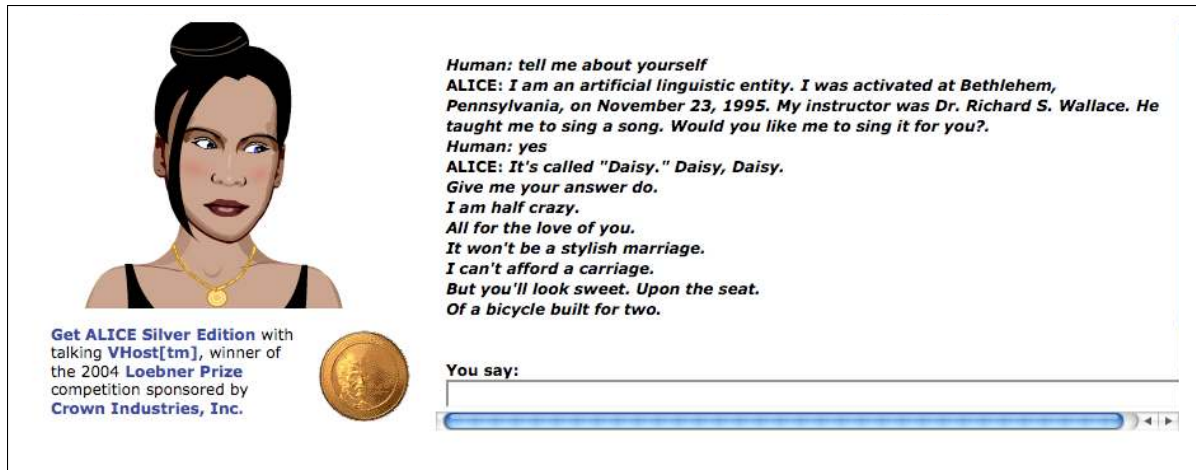 Human: tell me about yourself
ALICE: I am an artificial linguistic entity. I was activated at Bethlehem,
Pennsylvania, on November 23, 1995. My instructor was Dr. Richard S. Wallace. He
taught me to sing a song. Would you like me to sing it for you?.
Human: yes
ALICE: It's called "Daisy." Daisy, Daisy.
Give me your answer do.
I am half crazy.
All for the love of you.
It won't be a stylish marriage.
I can't afford a carriage.
But you'll look sweet. Upon the seat.
Of a bicycle built for two.
Get ALICE Silver Edition with
talking VHost[tm], winner of
the 2004 Loebner Prize
competition sponsored by
Crown Industries, Inc.
You say: